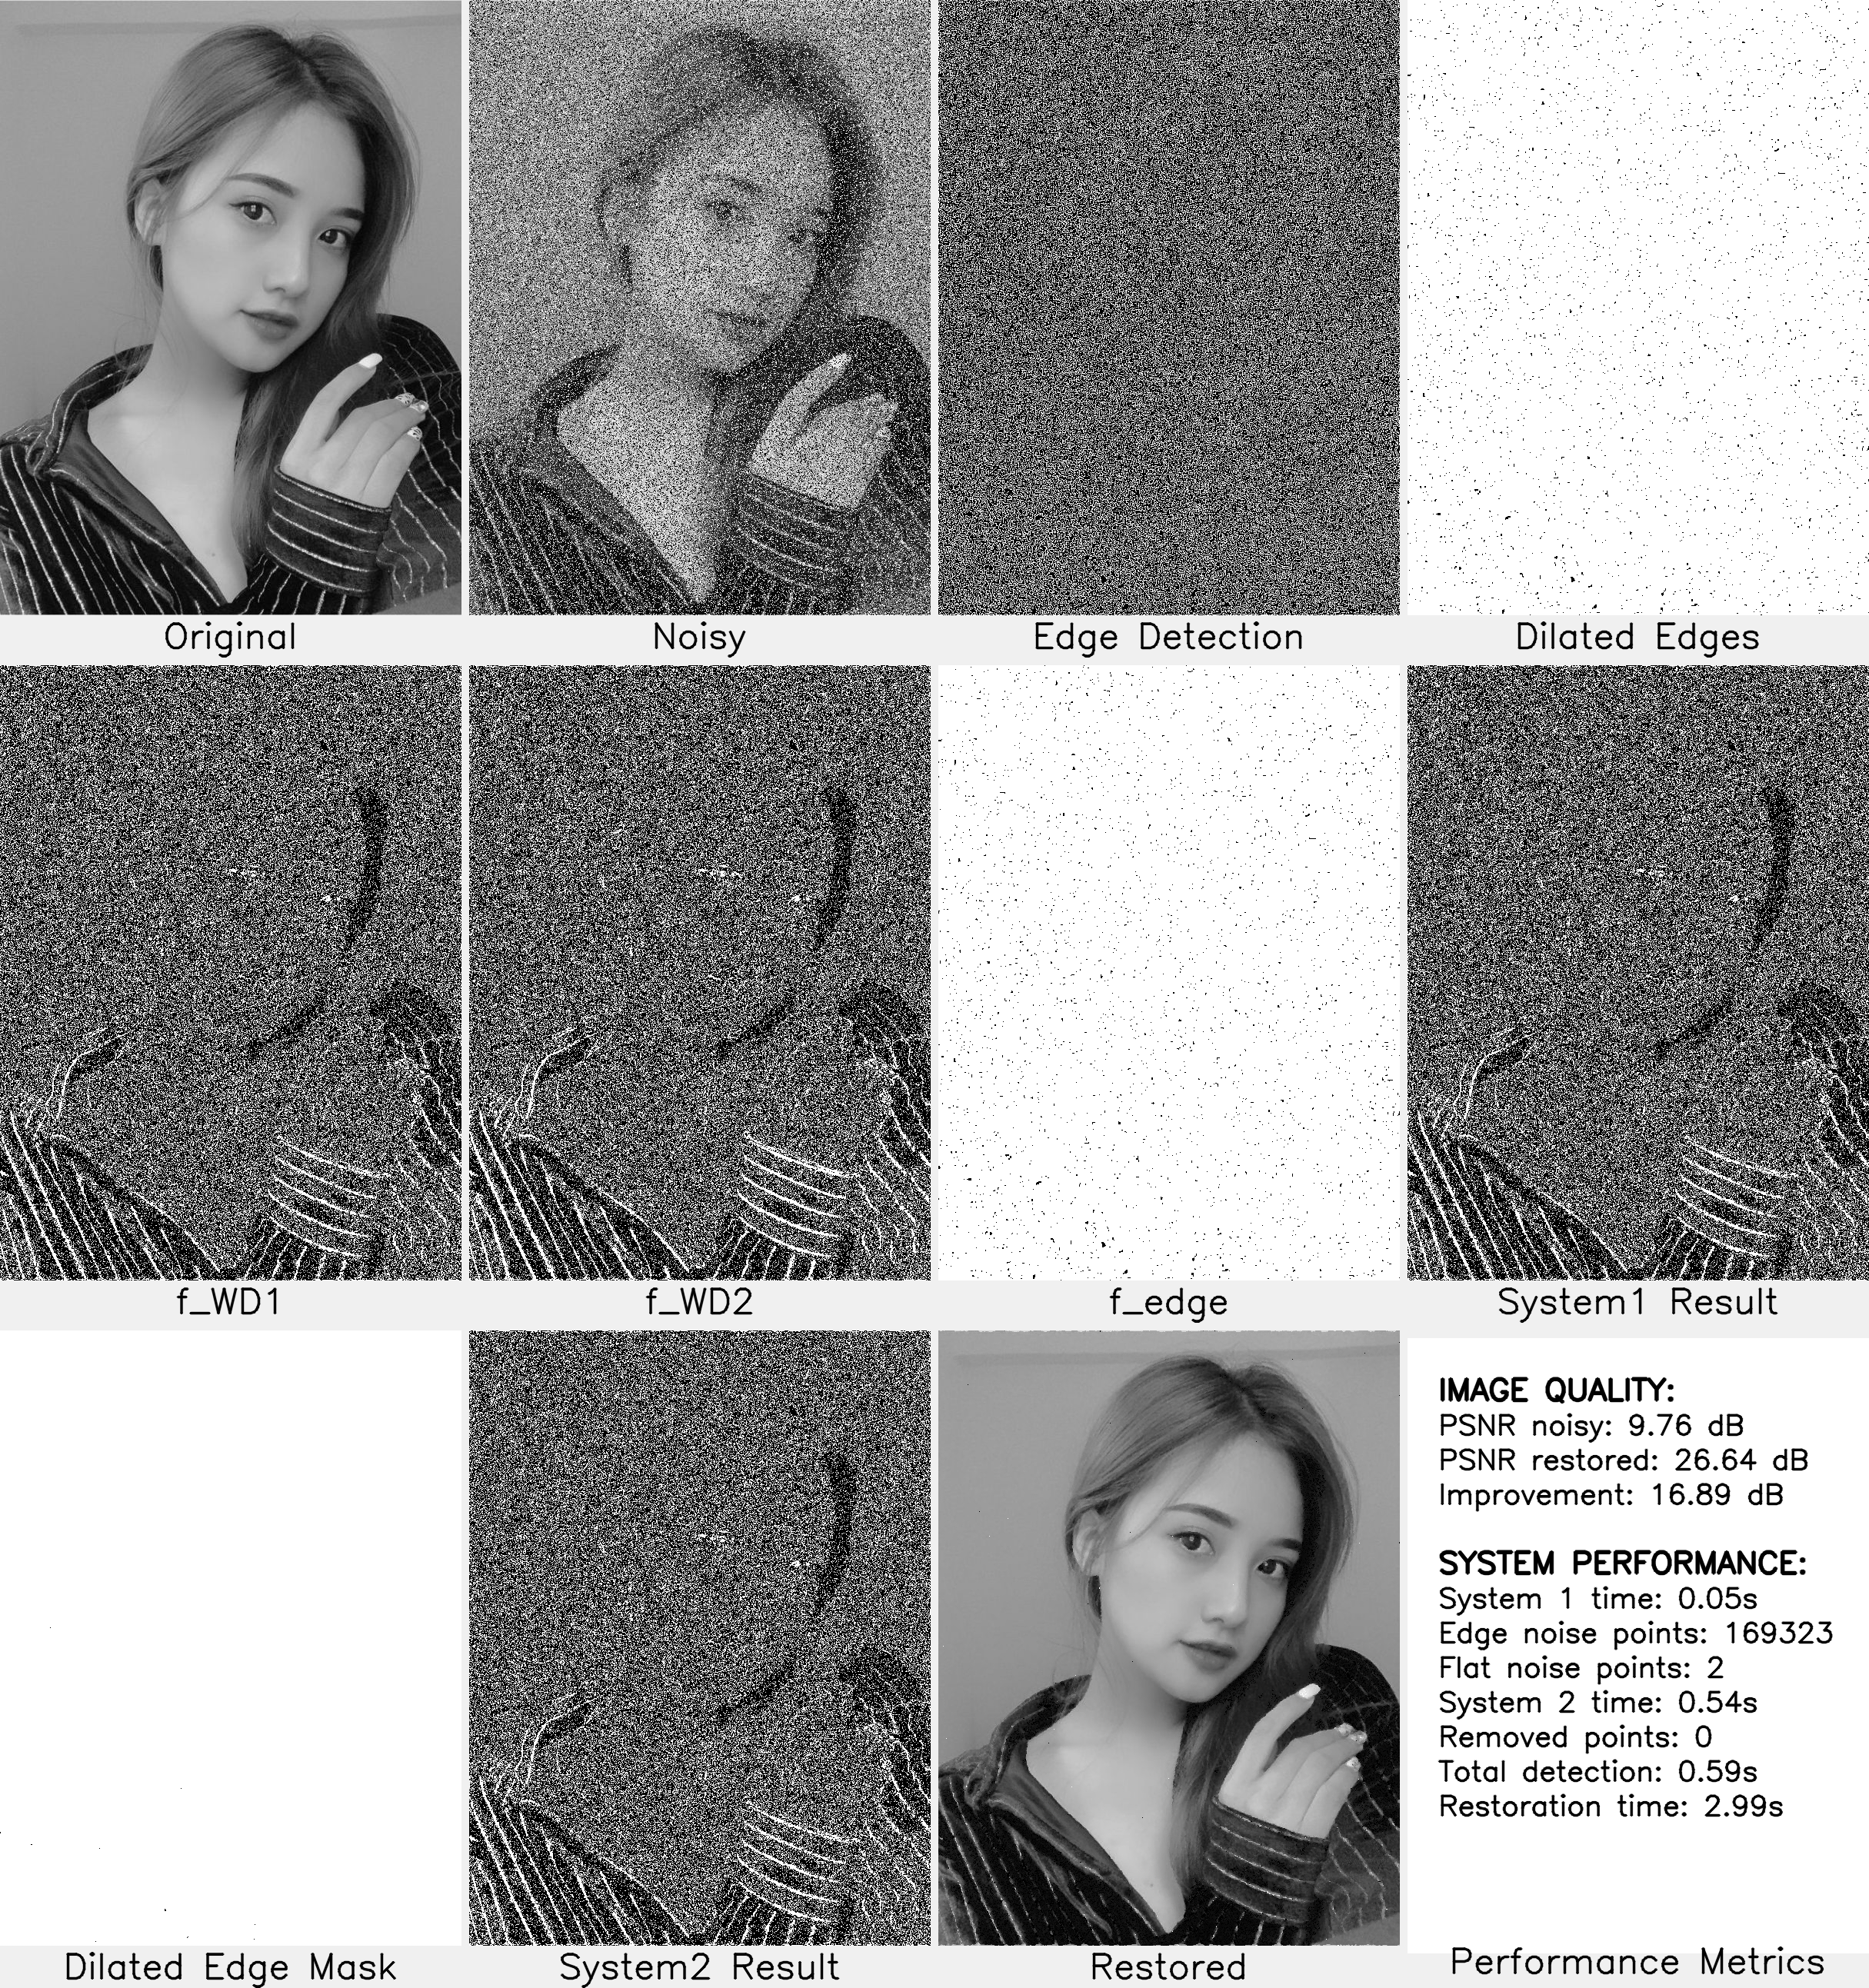 Original
Noisy
Edge Detection
Dilated Edges
f_WD1
f_WD2
f_edge
System1 Result
IMAGE QUALITY:
PSNR noisy: 9.76 dB
PSNR restored: 26.64 dB
Improvement: 16.89 dB
SYSTEM PERFORMANCE:
System 1 time: 0.05s
Edge noise points: 169323
Flat noise points: 2
System 2 time: 0.54s
Removed points: 0
Total detection: 0.59s
Restoration time: 2.99s
Dilated Edge Mask
System2 Result
Restored
Performance Metrics